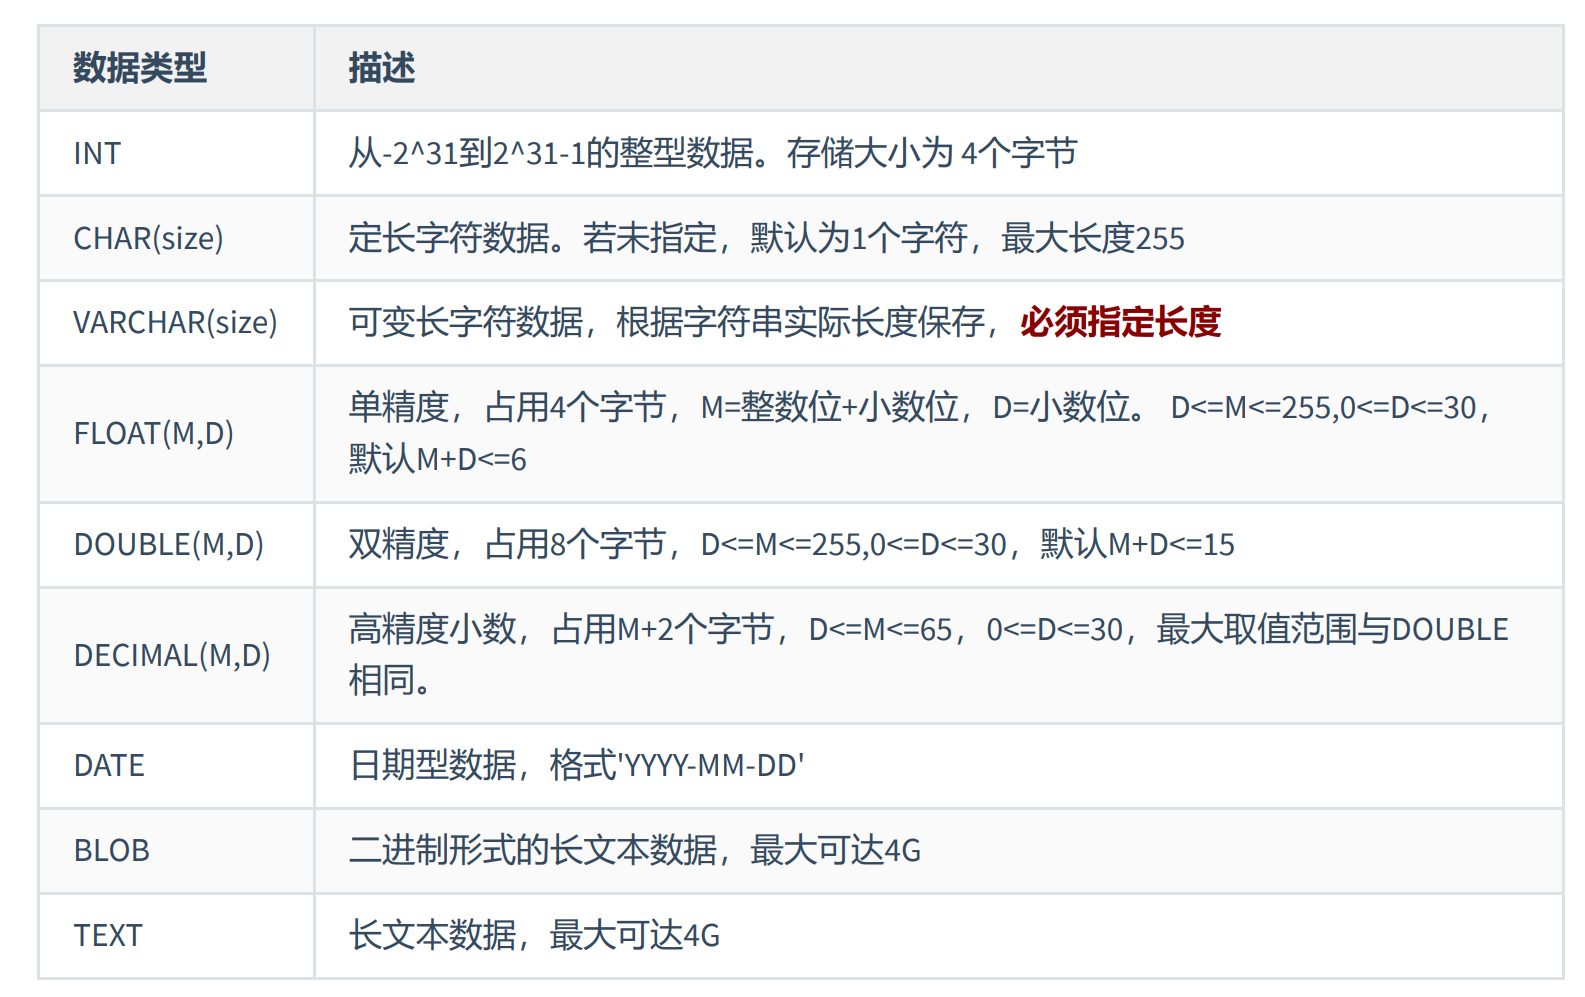 数据类型 描述
INT 从-2^31到2^31-1的整型数据。存储大小为 4个字节
CHAR(size) 定长字符数据。若未指定，默认为1个字符，最大长度255
VARCHAR(size) 可变长字符数据，根据字符串实际长度保存，必须指定长度
FLOAT(M,D) 单精度，占用4个字节，M=整数位+小数位，D=小数位。 D<=M<=255,0<=D<=30，
默认M+D<=6
DOUBLE(M,D) 双精度，占用8个字节，D<=M<=255,0<=D<=30，默认M+D<=15
DECIMAL(M,D) 高精度小数，占用M+2个字节，D<=M<=65，0<=D<=30，最大取值范围与DOUBLE
相同。
DATE 日期型数据，格式'YYYY-MM-DD'
BLOB 二进制形式的长文本数据，最大可达4G
TEXT 长文本数据，最大可达4G